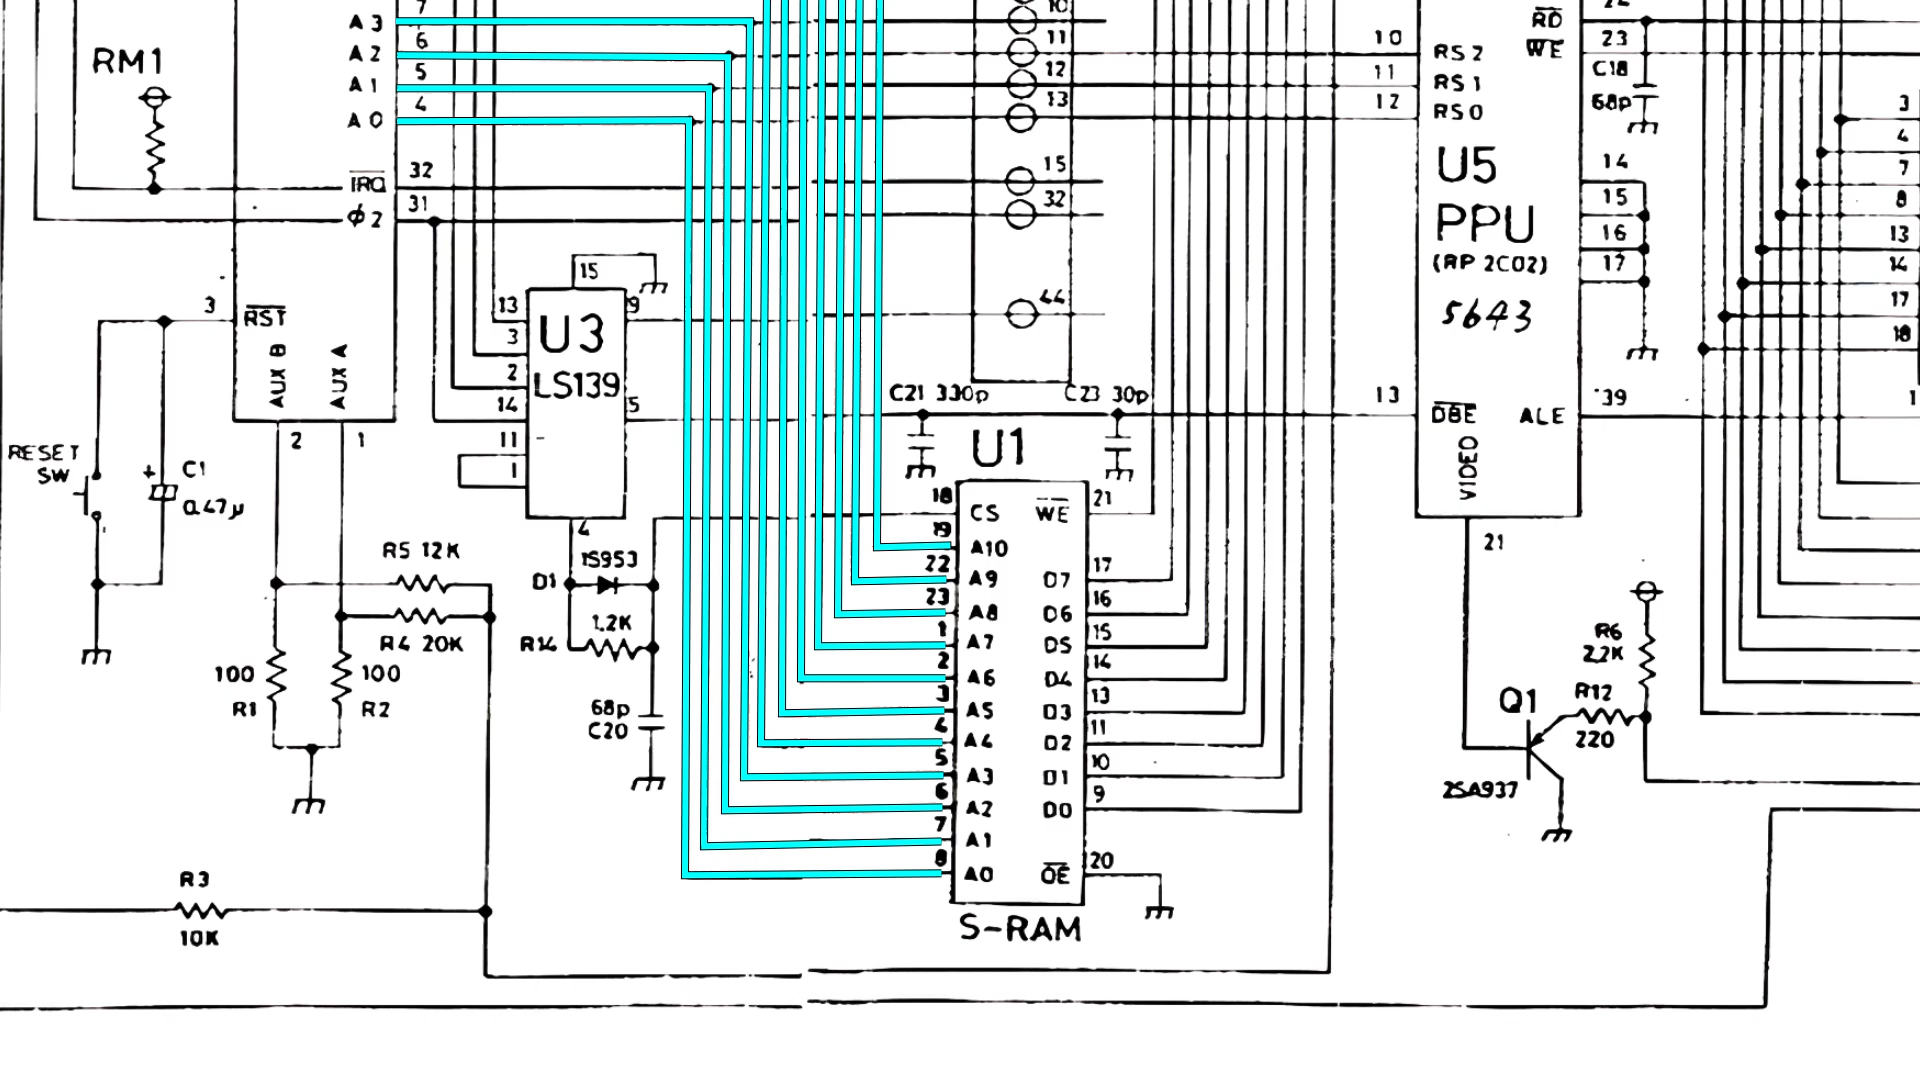 RM1
A3 7
A2 6
A1 5
A0 4
IRQ 32
ϕ2 31
3 RST
AUX B
AUX A
2 1
RESET
SW
+ C1
0.47μ
R5 12K
R4 20K
100
R1
100
R2
R3
10K
15
13
3
2
14
11
1
9
5
4
U3
LS139
D1
1S953
1.2K
R14
68p
C20
10
11
12
13
15
32
44
C21 330p
C23 30p
U1
18 CS
19 A10
22 A9
23 A8
1 A7
2 A6
3 A5
4 A4
5 A3
6 A2
7 A1
8 A0
WE 21
D7 17
D6 16
D5 15
D4 14
D3 13
D2 11
D1 10
D0 9
OE 20
S-RAM
10 RS2
11 RS1
12 RS0
13 DBE
RD
WE 23
C18
68p
U5
PPU
(RP 2C02)
5643
14
15
16
17
ALE 39
VIDEO
21
3
4
7
8
13
14
17
18
1
R6
2.2K
R12
220
Q1
2SA937